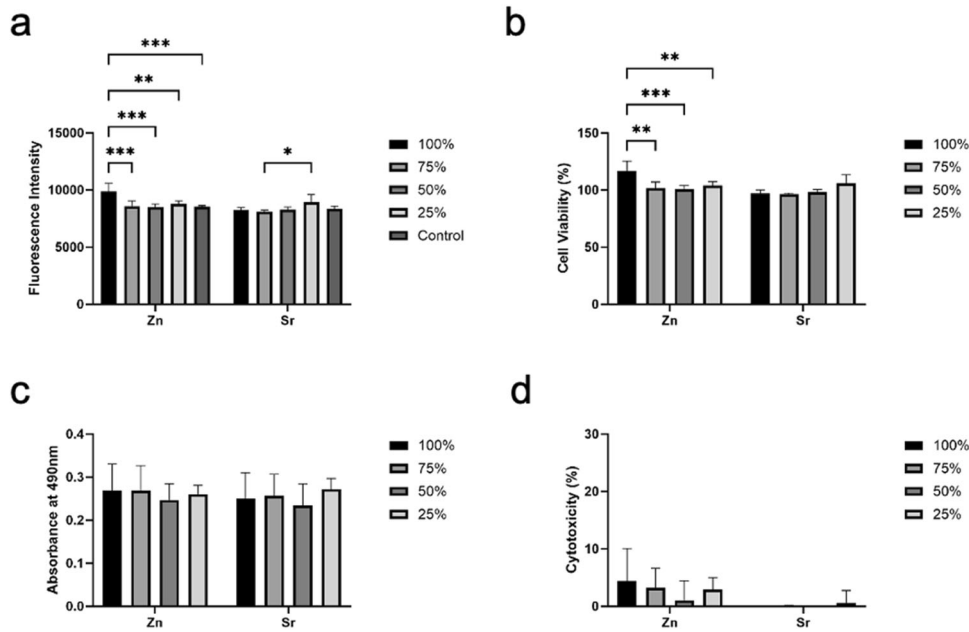 a
***
**
***
***
*
15000
10000
5000
0
Fluorescence Intensity
Zn
Sr
100%
75%
50%
25%
Control
b
**
***
**
150
100
50
0
Cell Viability (%)
Zn
Sr
100%
75%
50%
25%
c
0.4
0.3
0.2
0.1
0.0
Absorbance at 490nm
Zn
Sr
100%
75%
50%
25%
d
30
20
10
0
Cytotoxicity (%)
Zn
Sr
100%
75%
50%
25%